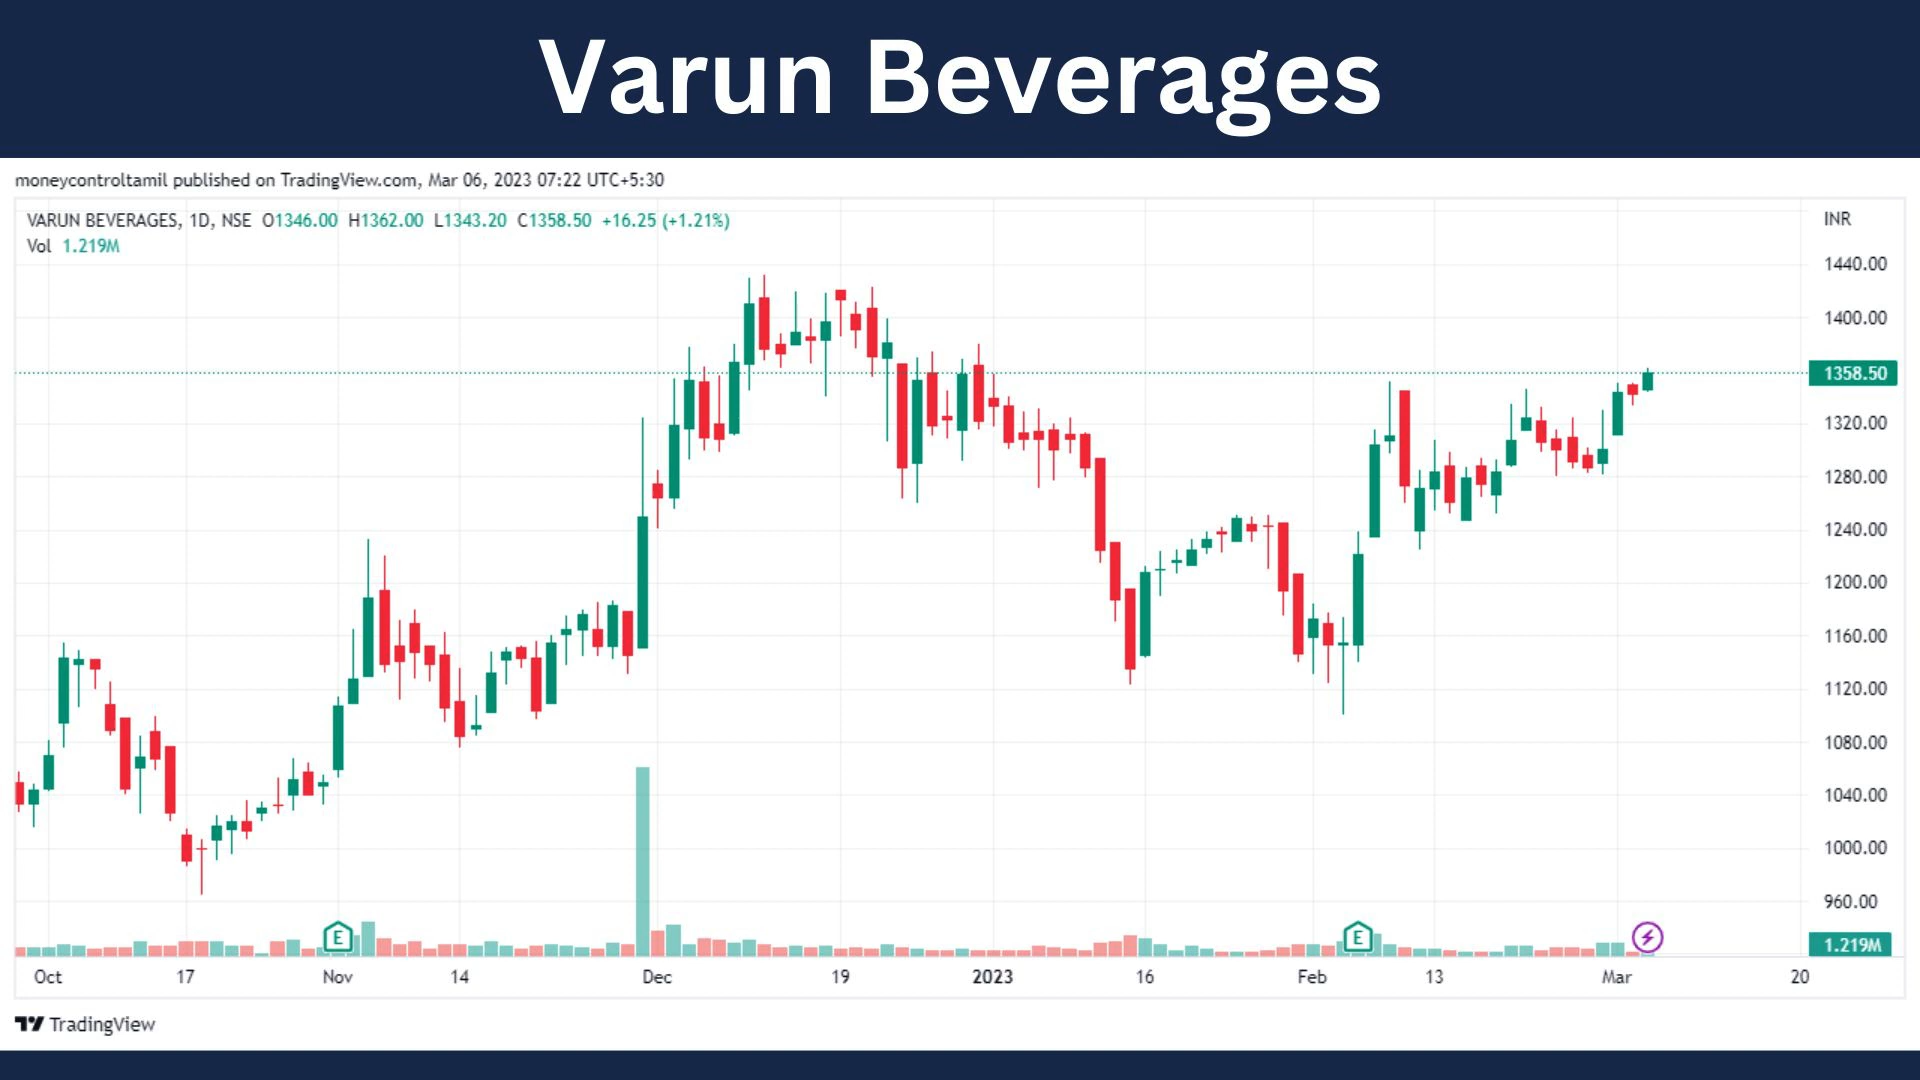 Varun Beverages
moneycontroltamil published on TradingView.com, Mar 06, 2023 07:22 UTC+5:30
VARUN BEVERAGES, 1D, NSE O1346.00 H1362.00 L1343.20 C1358.50 +16.25 (+1.21%)
INR
Vol 1.219M
1440.00
1400.00
1358.50
1320.00
1280.00
1240.00
1200.00
1160.00
1120.00
1080.00
1040.00
1000.00
960.00
E E
1.219M
Oct 17 Nov 14 Dec 19 2023 16 Feb 13 Mar 20
TradingView